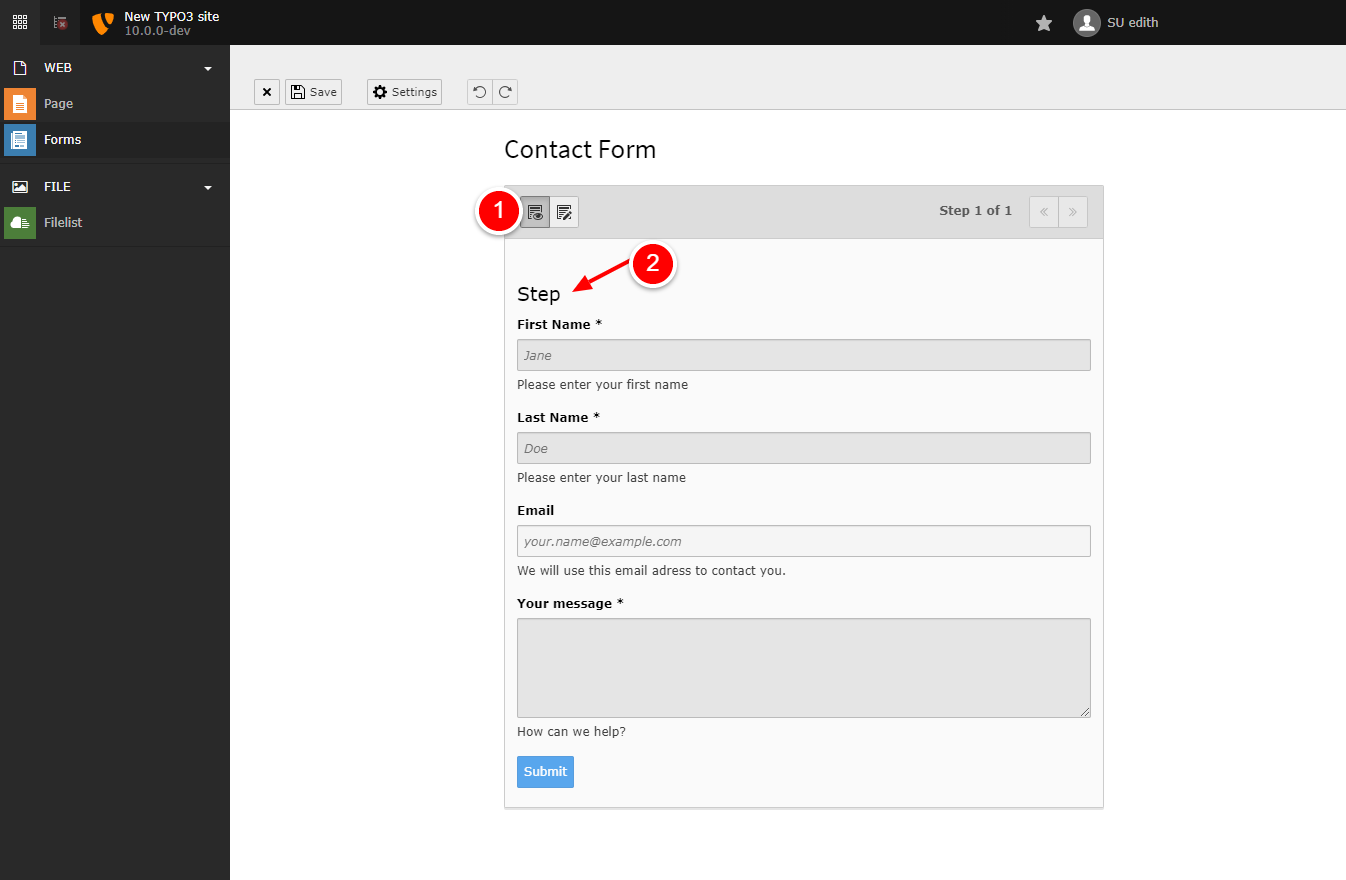 New TYPO3 site
10.0.0-dev
SU edith
WEB
Page
Forms
FILE
Filelist
Save
Settings
Contact Form
1
Step 1 of 1
2
Step
First Name *
Jane
Please enter your first name
Last Name *
Doe
Please enter your last name
Email
your.name@example.com
We will use this email adress to contact you.
Your message *
How can we help?
Submit